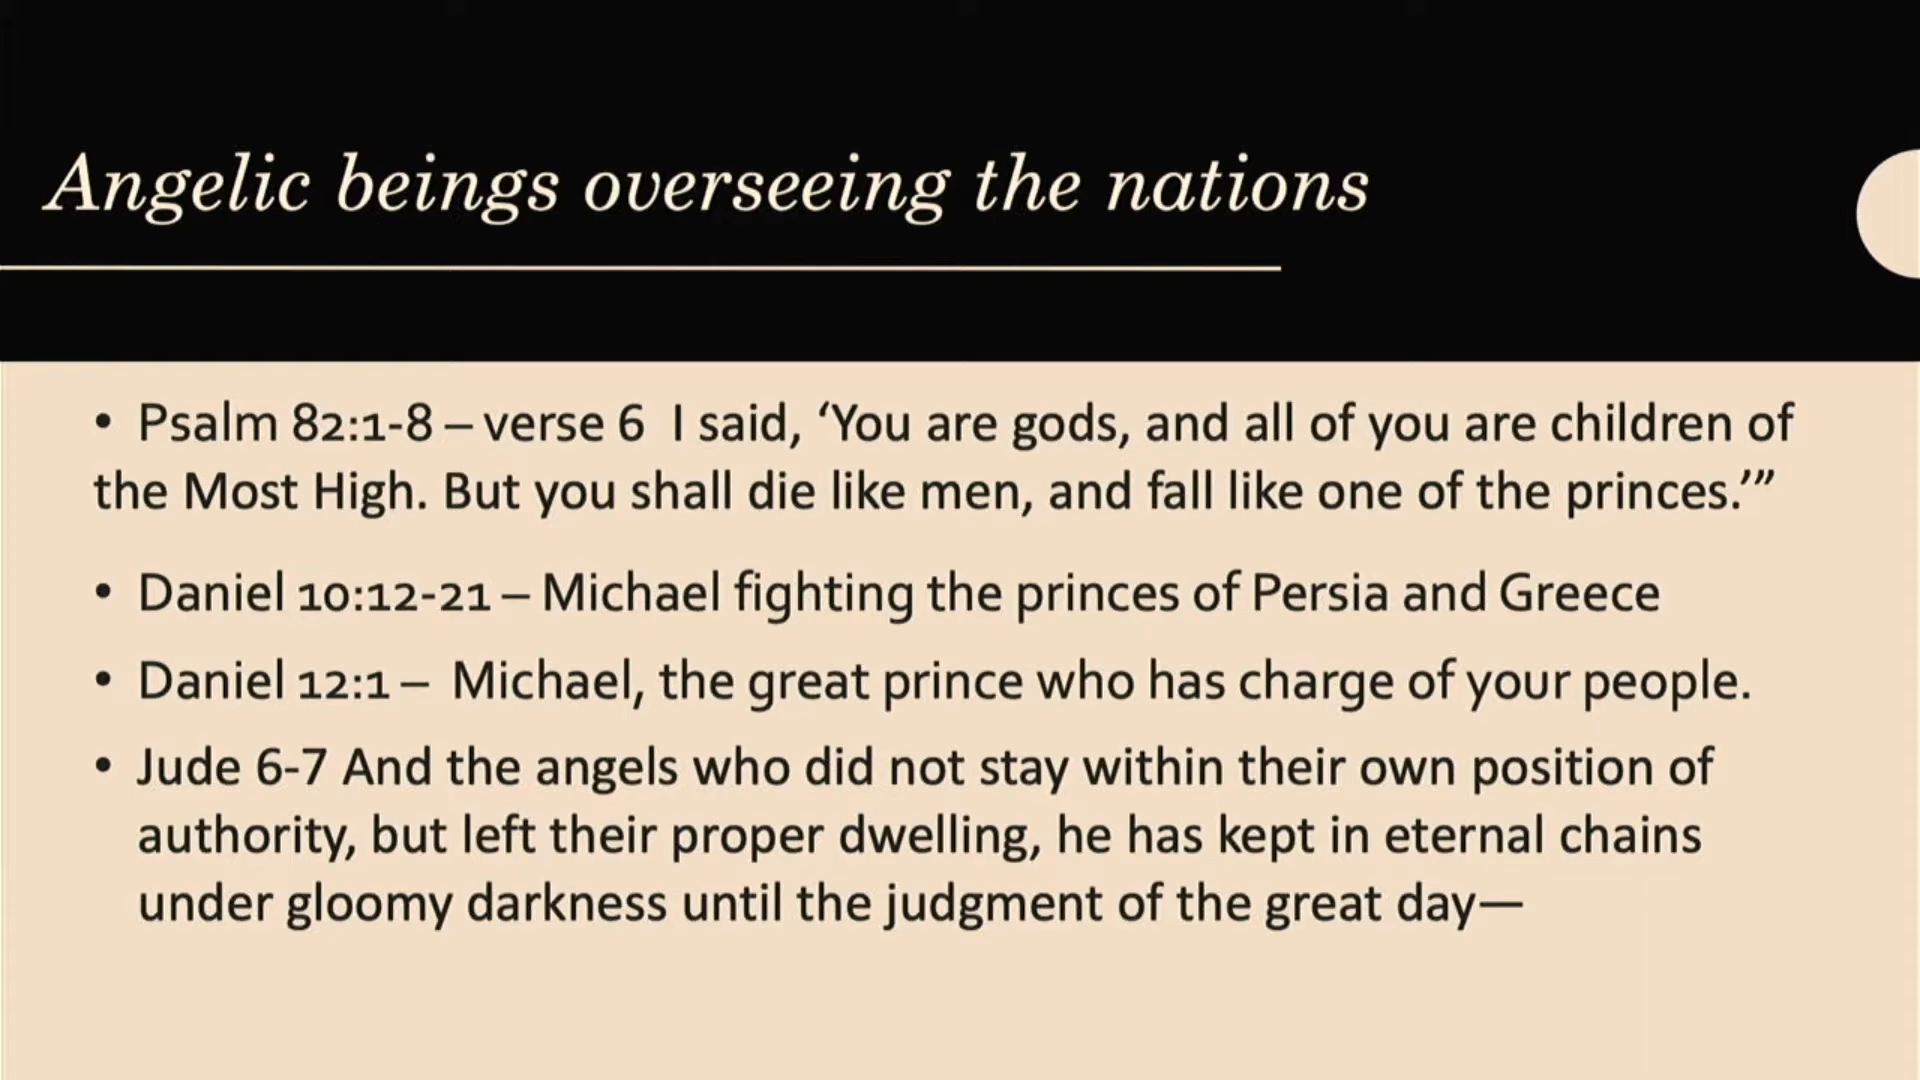 Angelic beings overseeing the nations
• Psalm 82:1-8 – verse 6  I said, ‘You are gods, and all of you are children of
the Most High. But you shall die like men, and fall like one of the princes.’”
• Daniel 10:12-21 – Michael fighting the princes of Persia and Greece
• Daniel 12:1 –  Michael, the great prince who has charge of your people.
• Jude 6-7 And the angels who did not stay within their own position of
authority, but left their proper dwelling, he has kept in eternal chains
under gloomy darkness until the judgment of the great day—